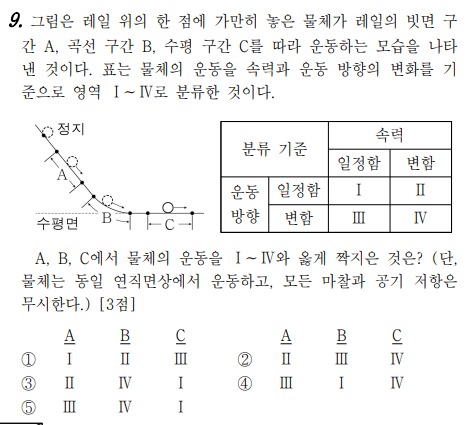 9. 그림은 레일 위의 한 점에 가만히 놓은 물체가 레일의 빗면 구
간 A, 곡선 구간 B, 수평 구간 C를 따라 운동하는 모습을 나타
낸 것이다. 표는 물체의 운동을 속력과 운동 방향의 변화를 기
준으로 영역 Ⅰ~Ⅳ로 분류한 것이다.
정지
A
B
C
수평면
분류 기준 속력
일정함 변함
운동 방향 일정함 Ⅰ Ⅱ
변함 Ⅲ Ⅳ
A, B, C에서 물체의 운동을 Ⅰ~Ⅳ와 옳게 짝지은 것은? (단,
물체는 동일 연직면상에서 운동하고, 모든 마찰과 공기 저항은
무시한다.) [3점]
A B C A B C
① Ⅰ Ⅱ Ⅲ ② Ⅱ Ⅲ Ⅳ
③ Ⅱ Ⅳ Ⅰ ④ Ⅲ Ⅰ Ⅳ
⑤ Ⅲ Ⅳ Ⅰ